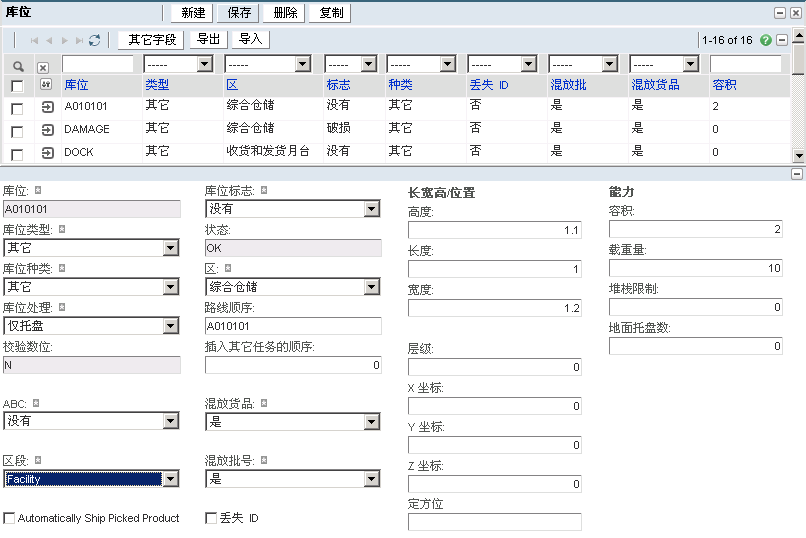 库位 新建 保存 删除 复制
其它字段 导出 导入 1-16 of 16
----- ----- ----- ----- ----- ----- -----
库位 类型 区 标志 种类 丢失 ID 混放批 混放货品 容积
A010101 其它 综合仓储 没有 其它 否 是 是 2
DAMAGE 其它 综合仓储 破损 其它 否 是 是 0
DOCK 其它 收货和发货月台 没有 其它 否 是 是 0
库位: 库位标志: 长宽高/位置 能力
A010101 没有 高度: 容积:
1.1 2
库位类型: 状态: 长度: 载重量:
其它 OK 1 10
库位种类: 区: 宽度: 堆栈限制:
其它 综合仓储 1.2 0
库位处理: 路线顺序: 地面托盘数:
仅托盘 A010101 0
校验数位: 插入其它任务的顺序: 层级:
N 0 0
X 坐标:
ABC: 混放货品: 0
没有 是 Y 坐标:
0
区段: 混放批号: Z 坐标:
Facility 是 0
定方位
Automatically Ship Picked Product 丢失 ID